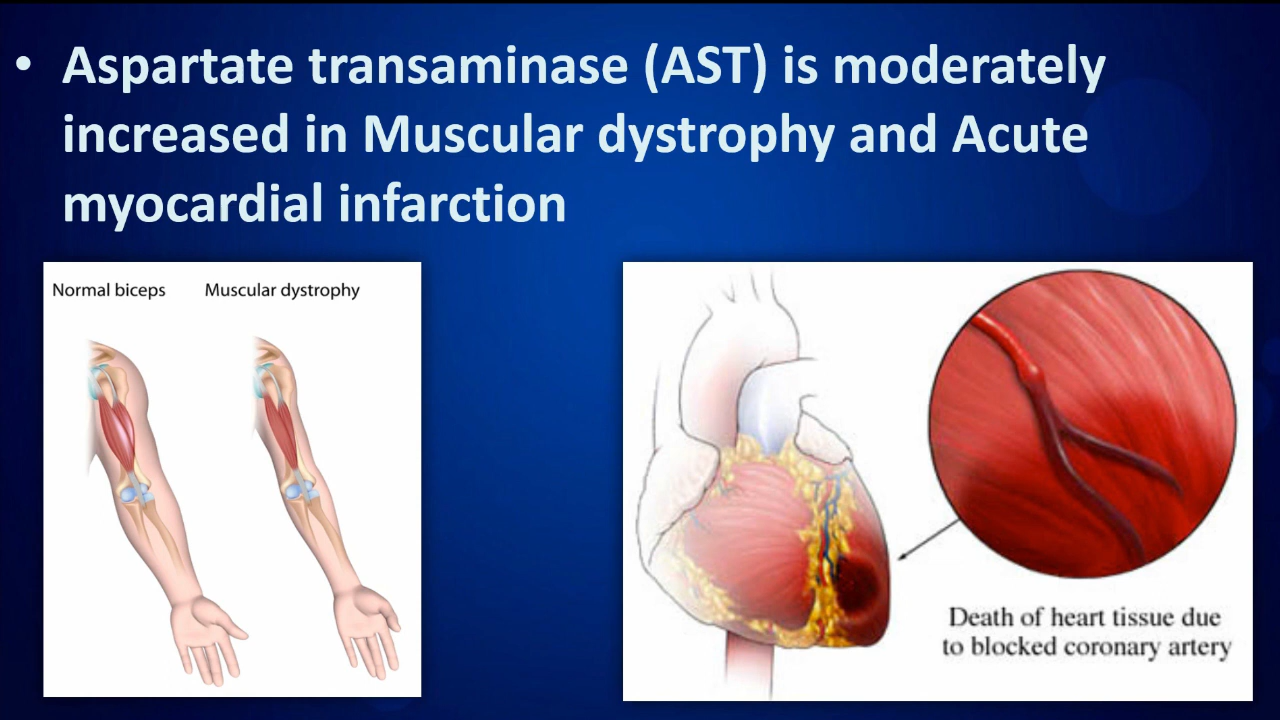 • Aspartate transaminase (AST) is moderately
increased in Muscular dystrophy and Acute
myocardial infarction
Normal biceps Muscular dystrophy
Death of heart tissue due
to blocked coronary artery